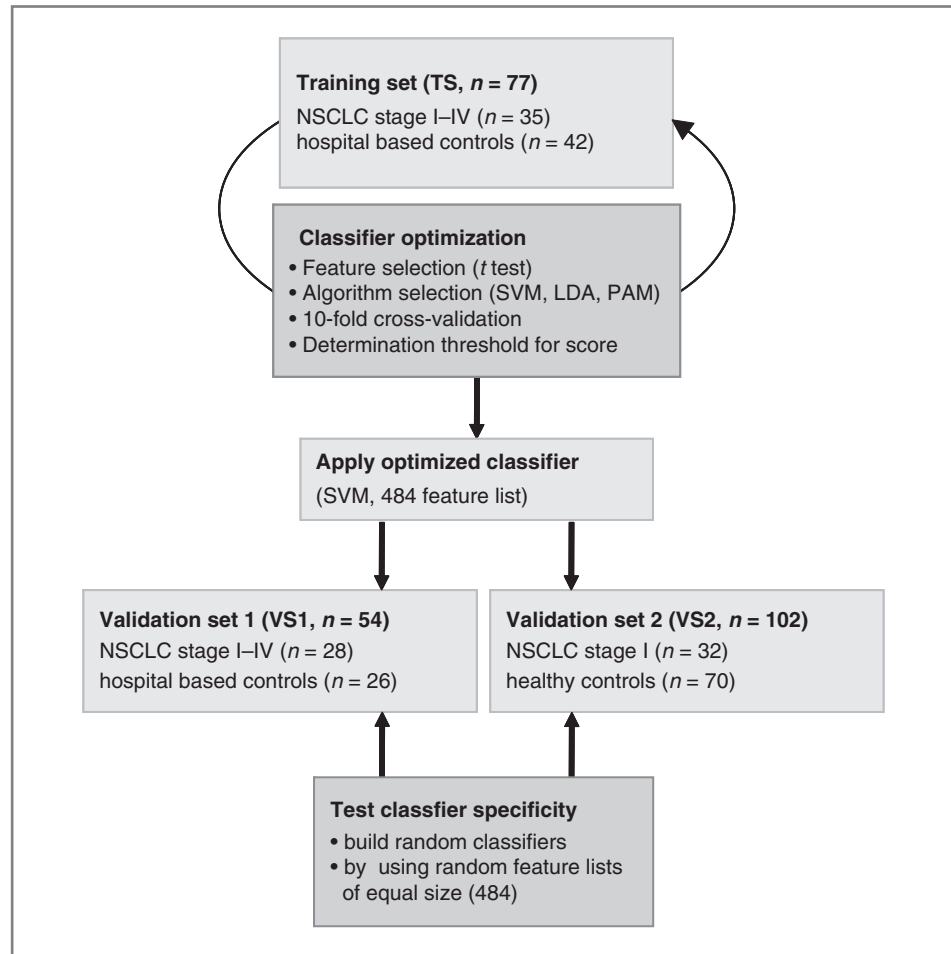 Training set (TS, n = 77)
NSCLC stage I–IV (n = 35)
hospital based controls (n = 42)
Classifier optimization
• Feature selection (t test)
• Algorithm selection (SVM, LDA, PAM)
• 10-fold cross-validation
• Determination threshold for score
Apply optimized classifier
(SVM, 484 feature list)
Validation set 1 (VS1, n = 54)
NSCLC stage I–IV (n = 28)
hospital based controls (n = 26)
Validation set 2 (VS2, n = 102)
NSCLC stage I (n = 32)
healthy controls (n = 70)
Test classfier specificity
• build random classifiers
• by using random feature lists
of equal size (484)